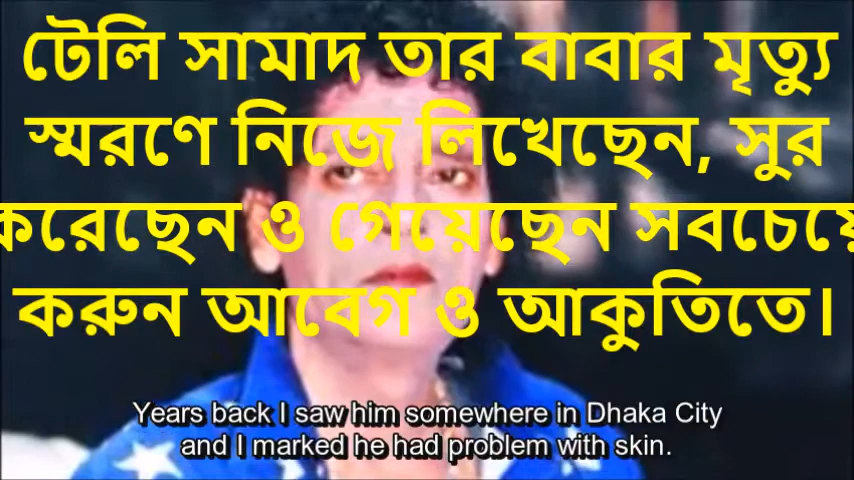 টেলি সামাদ তার বাবার মৃত্যু
স্মরণে নিজে লিখেছেন, সুর
করেছেন ও গেয়েছেন সবচেয়ে
করুন আবেগ ও আকুতিতে।
Years back I saw him somewhere in Dhaka City
and I marked he had problem with skin.